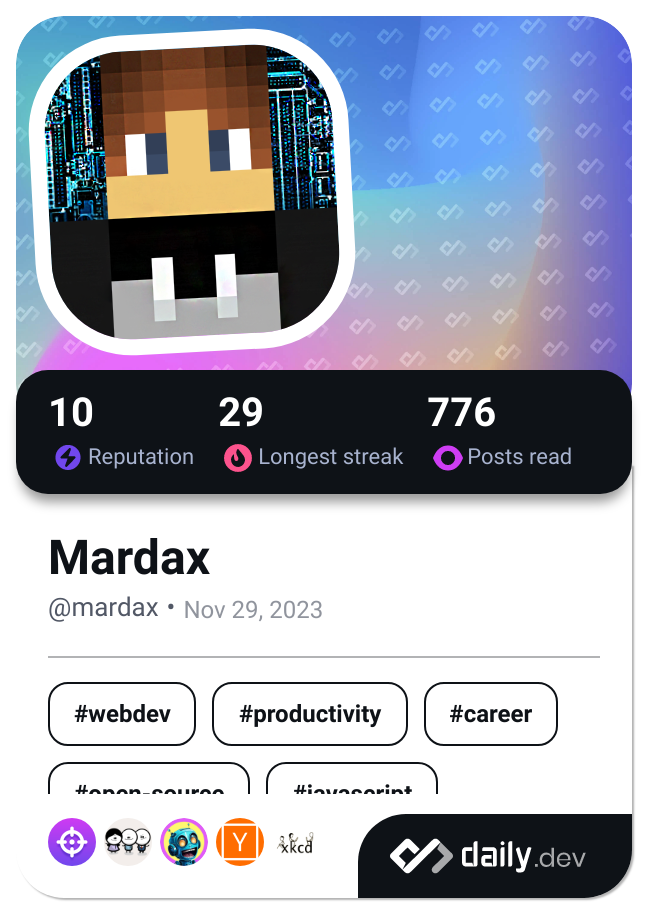 10 29 776
Reputation Longest streak Posts read
Mardax
@mardax • Nov 29, 2023
#webdev #productivity #career
#open-source #javascript
Y xkcd
daily.dev